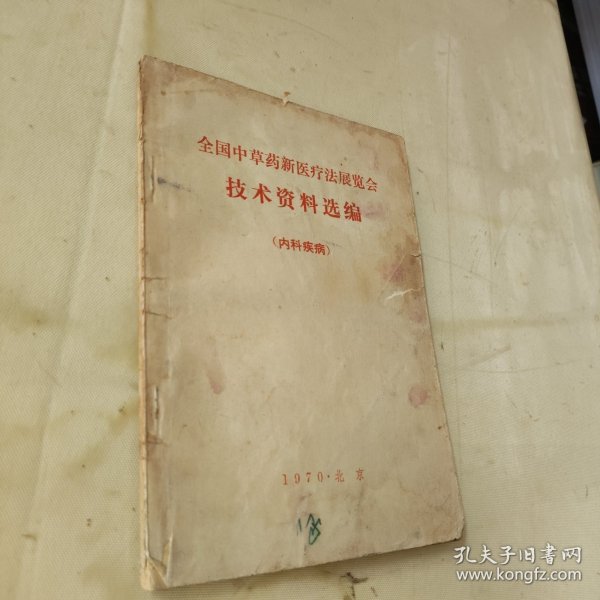 全国中草药新医疗法展览会
技术资料选编
(内科疾病)
1970·北京
孔夫子旧书网
www.kongfz.com